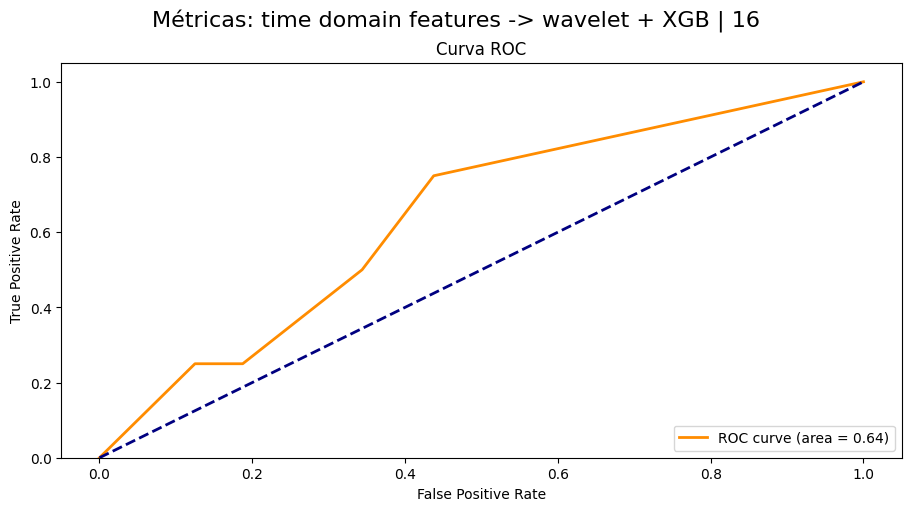 Métricas: time domain features -> wavelet + XGB | 16
Curva ROC
True Positive Rate
1.0
0.8
0.6
0.4
0.2
0.0
0.0 0.2 0.4 0.6 0.8 1.0
False Positive Rate
ROC curve (area = 0.64)